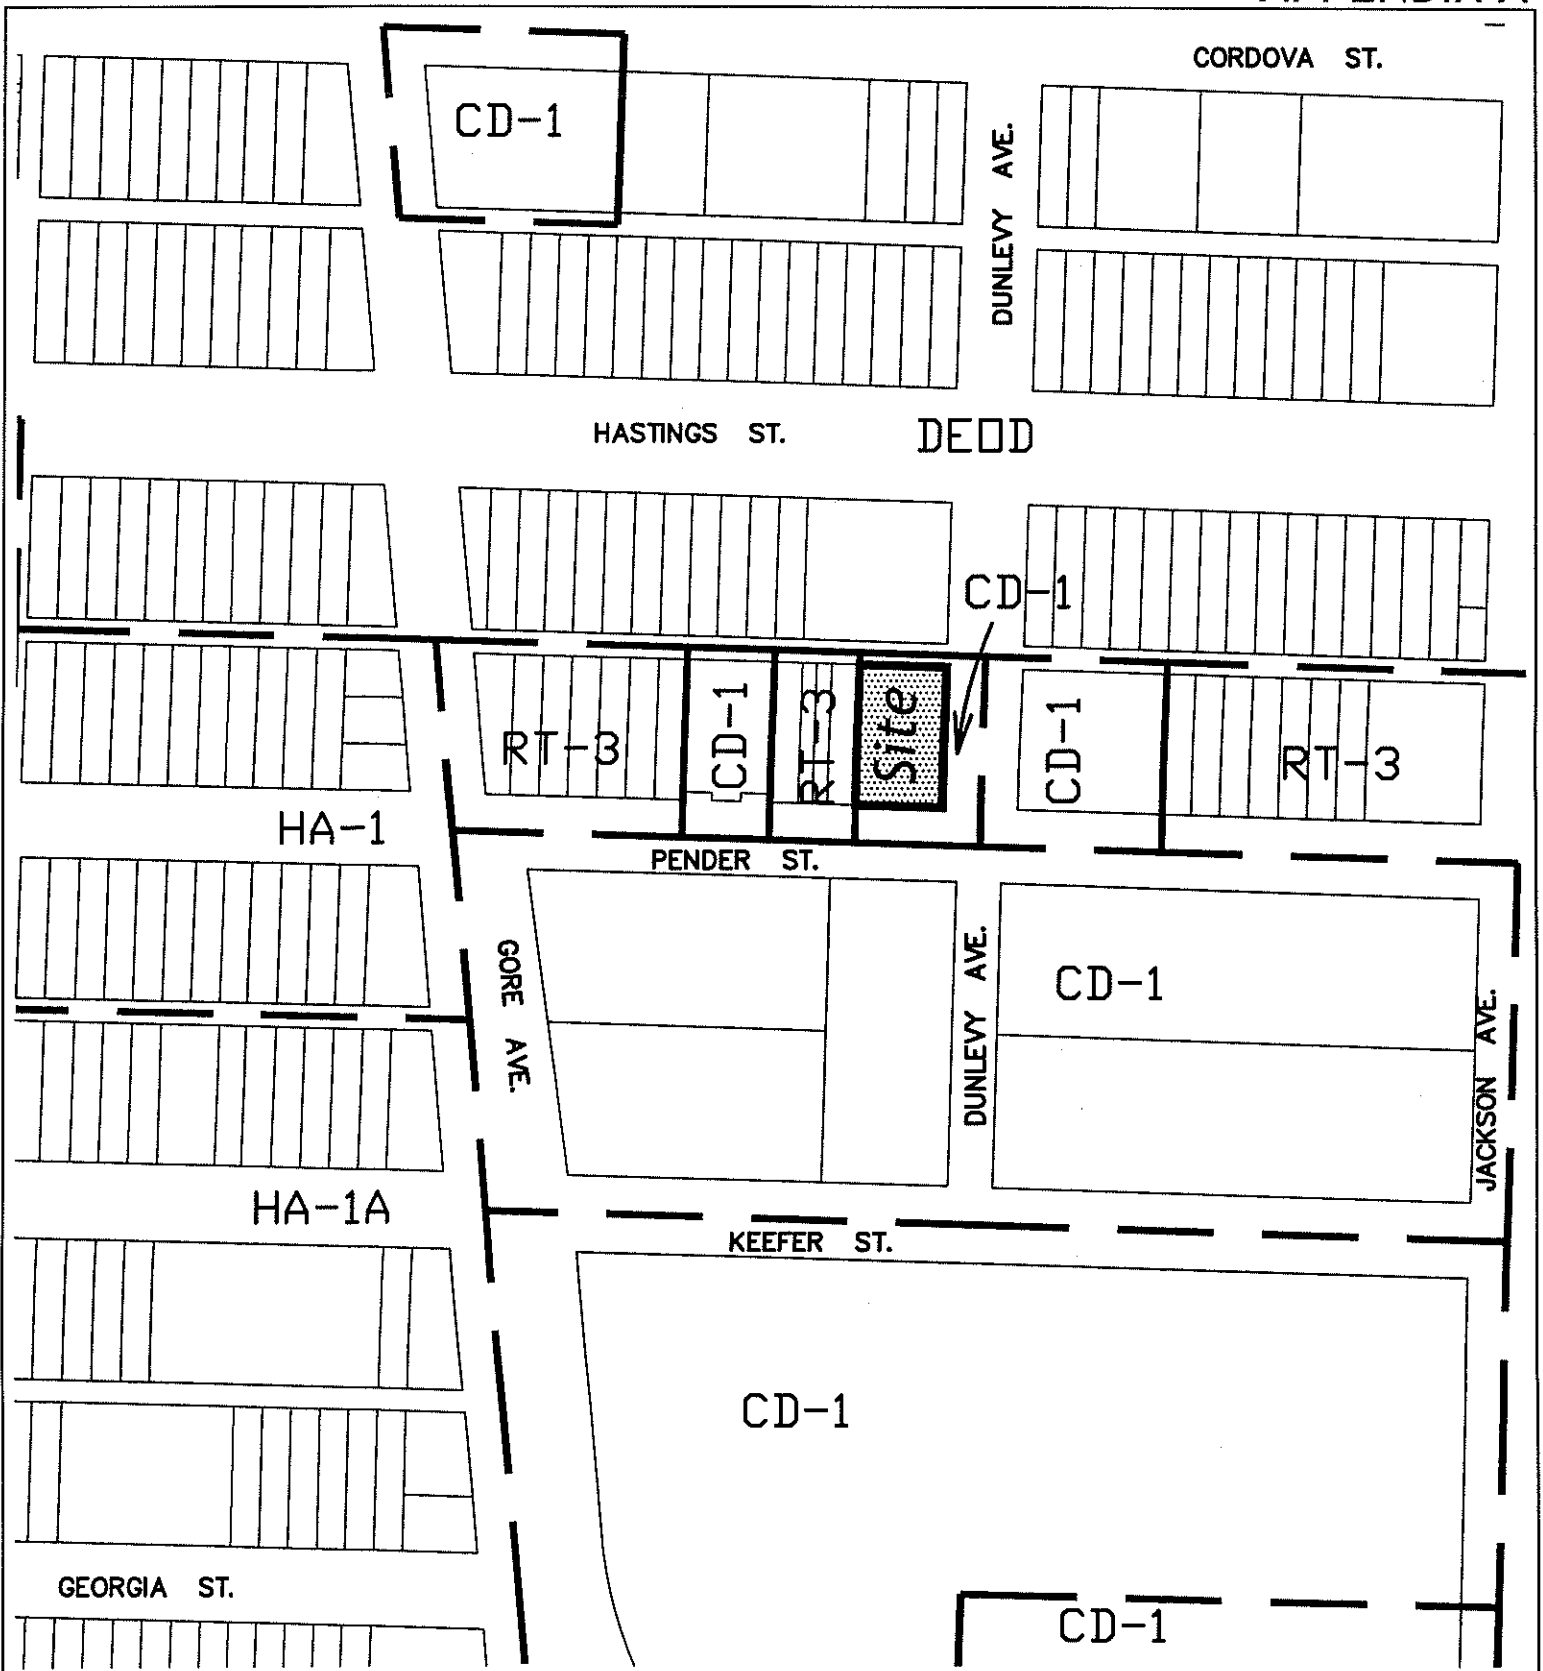 CORDOVA ST.
CD-1
DUNLEVY AVE.
HASTINGS ST.
DEOD
CD-1
RT-3
CD-1
RT-3
Site
CD-1
RT-3
HA-1
PENDER ST.
GORE AVE.
DUNLEVY AVE.
CD-1
JACKSON AVE.
HA-1A
KEEFER ST.
CD-1
GEORGIA ST.
CD-1